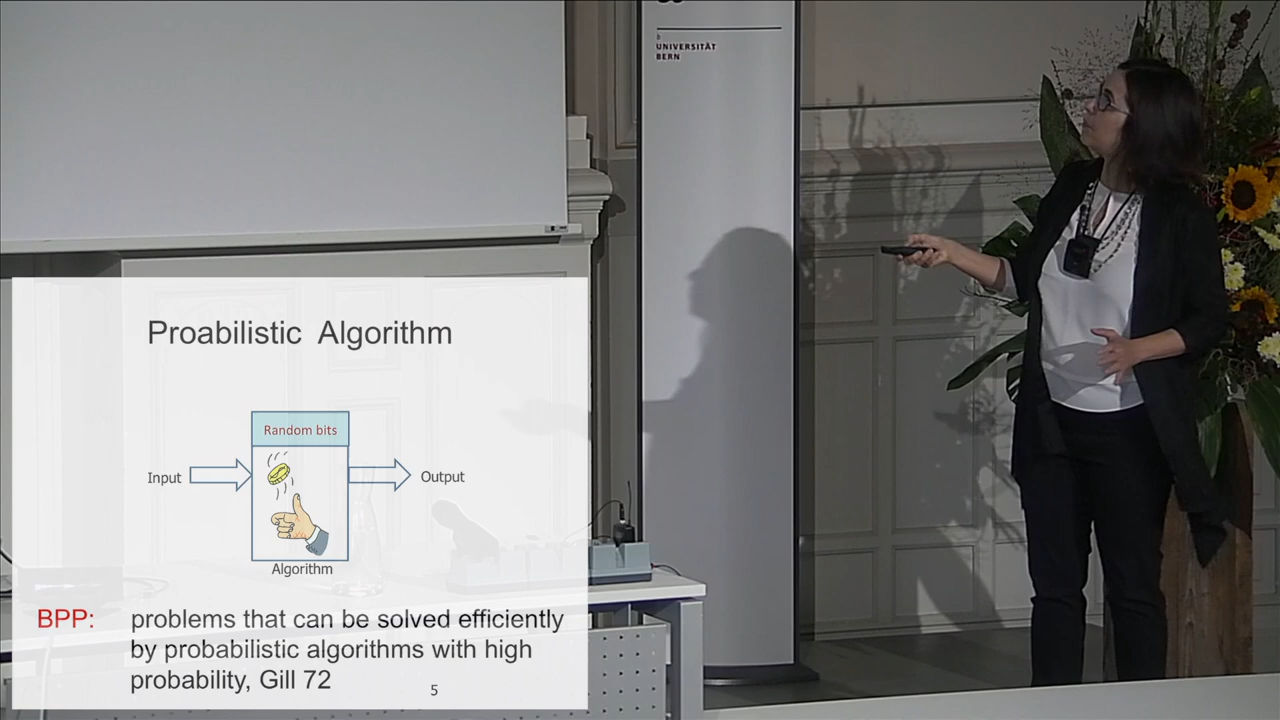 b
UNIVERSITÄT
BERN
Proabilistic Algorithm
Random bits
Input
Output
Algorithm
BPP: problems that can be solved efficiently
by probabilistic algorithms with high
probability, Gill 72
5